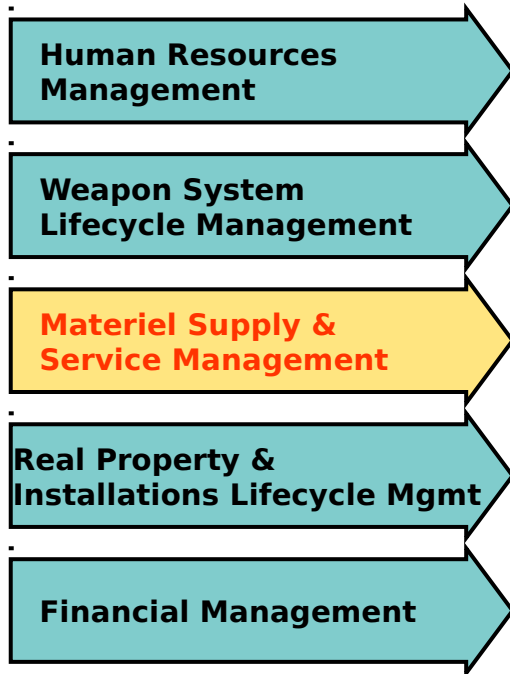 Human Resources
Management
Weapon System
Lifecycle Management
Materiel Supply &
Service Management
Real Property &
Installations Lifecycle Mgmt
Financial Management